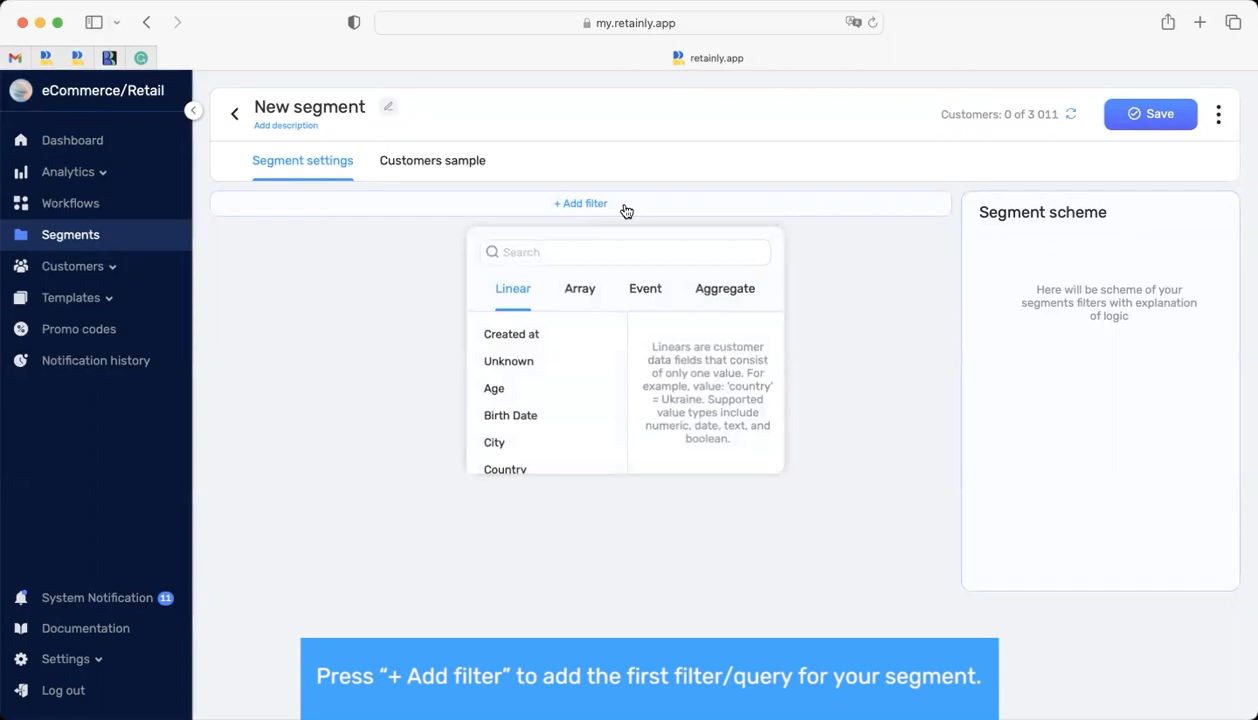 my.retainly.app
retainly.app
eCommerce/Retail
Dashboard
Analytics
Workflows
Segments
Customers
Templates
Promo codes
Notification history
System Notification 11
Documentation
Settings
Log out
New segment
Add description
Customers: 0 of 3 011
Save
Segment settings
Customers sample
+ Add filter
Search
Linear
Array
Event
Aggregate
Created at
Unknown
Age
Birth Date
City
Country
Linears are customer
data fields that consist
of only one value. For
example, value: 'country'
= Ukraine. Supported
value types include
numeric, date, text, and
boolean.
Segment scheme
Here will be scheme of your
segments filters with explanation
of logic
Press “+ Add filter” to add the first filter/query for your segment.